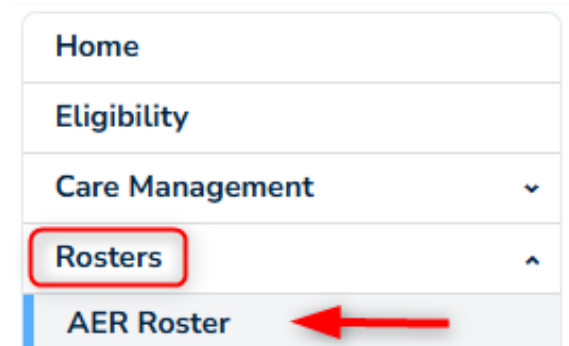 Home
Eligibility
Care Management
Rosters
AER Roster